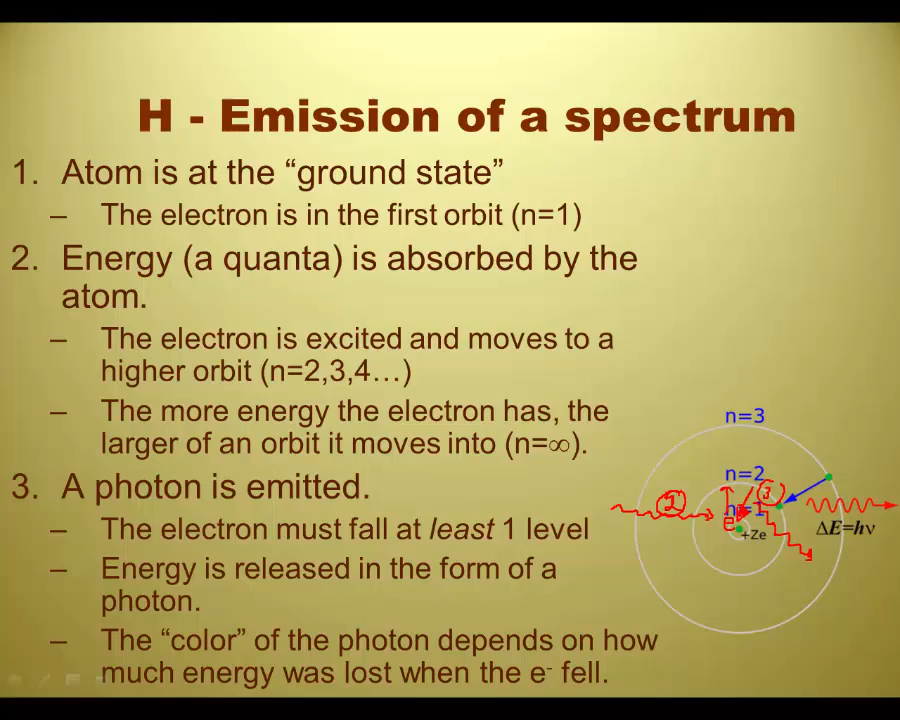 H - Emission of a spectrum
1. Atom is at the “ground state”
– The electron is in the first orbit (n=1)
2. Energy (a quanta) is absorbed by the
atom.
– The electron is excited and moves to a
higher orbit (n=2,3,4…)
– The more energy the electron has, the
larger of an orbit it moves into (n=∞).
3. A photon is emitted.
– The electron must fall at least 1 level
– Energy is released in the form of a
photon.
– The “color” of the photon depends on how
much energy was lost when the e- fell.
n=3
n=2
n=1
e
+Ze
ΔE=hν